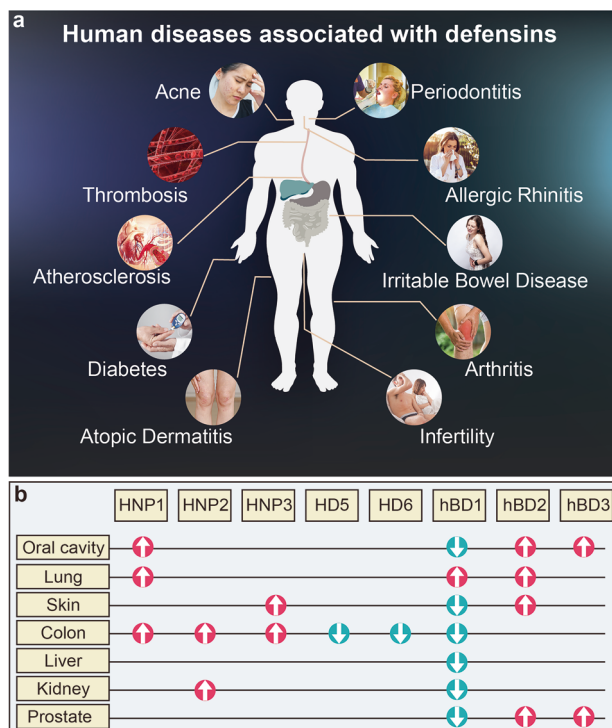 a
Human diseases associated with defensins
Acne
Periodontitis
Thrombosis
Allergic Rhinitis
Atherosclerosis
Irritable Bowel Disease
Diabetes
Arthritis
Atopic Dermatitis
Infertility
b
HNP1 HNP2 HNP3 HD5 HD6 hBD1 hBD2 hBD3
Oral cavity
Lung
Skin
Colon
Liver
Kidney
Prostate